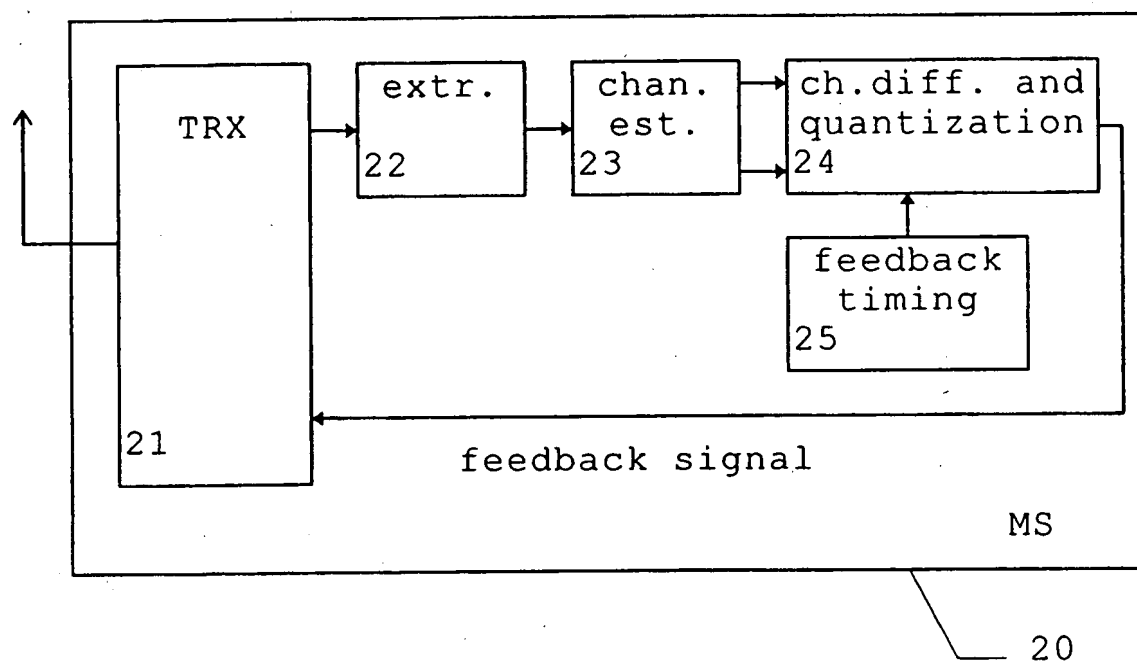 TRX
21
extr.
22
chan.
est.
23
ch.diff. and
quantization
24
feedback
timing
25
feedback signal
MS
20